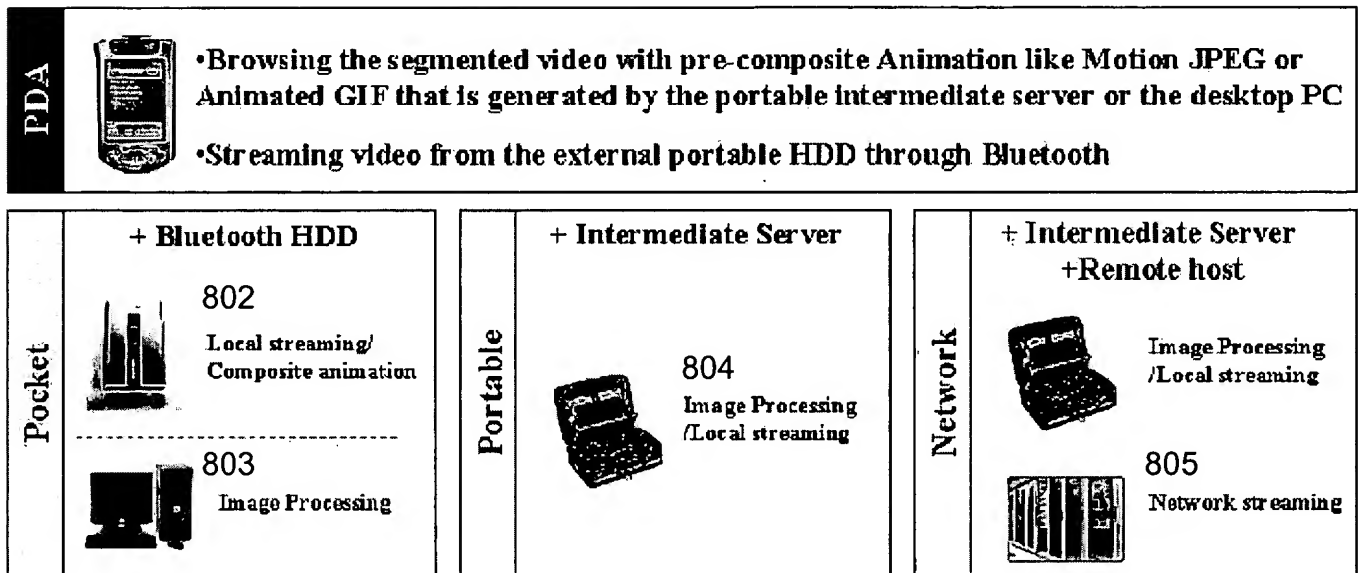 PDA
•Browsing the segmented video with pre-composite Animation like Motion JPEG or
Animated GIF that is generated by the portable intermediate server or the desktop PC
•Streaming video from the external portable HDD through Bluetooth
Pocket
+ Bluetooth HDD
802
Local streaming/
Composite animation
803
Image Processing
Portable
+ Intermediate Server
804
Image Processing
/Local streaming
Network
+ Intermediate Server
+Remote host
Image Processing
/Local streaming
805
Network streaming